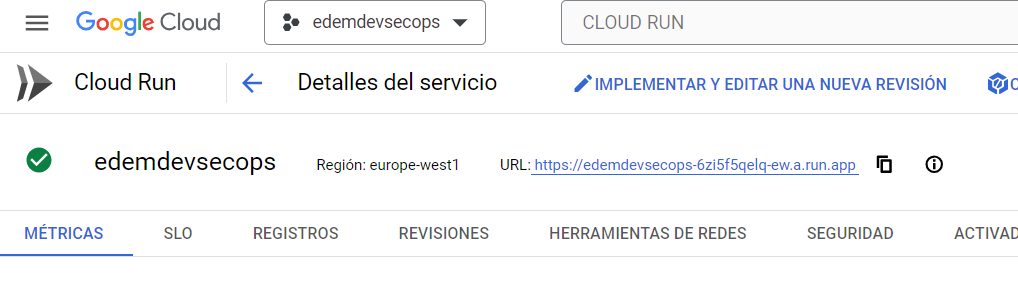 Google Cloud edemdevsecops CLOUD RUN
Cloud Run Detalles del servicio IMPLEMENTAR Y EDITAR UNA NUEVA REVISIÓN
edemdevsecops Región: europe-west1 URL: https://edemdevsecops-6zi5f5qelq-ew.a.run.app
MÉTRICAS SLO REGISTROS REVISIONES HERRAMIENTAS DE REDES SEGURIDAD ACTIVAD